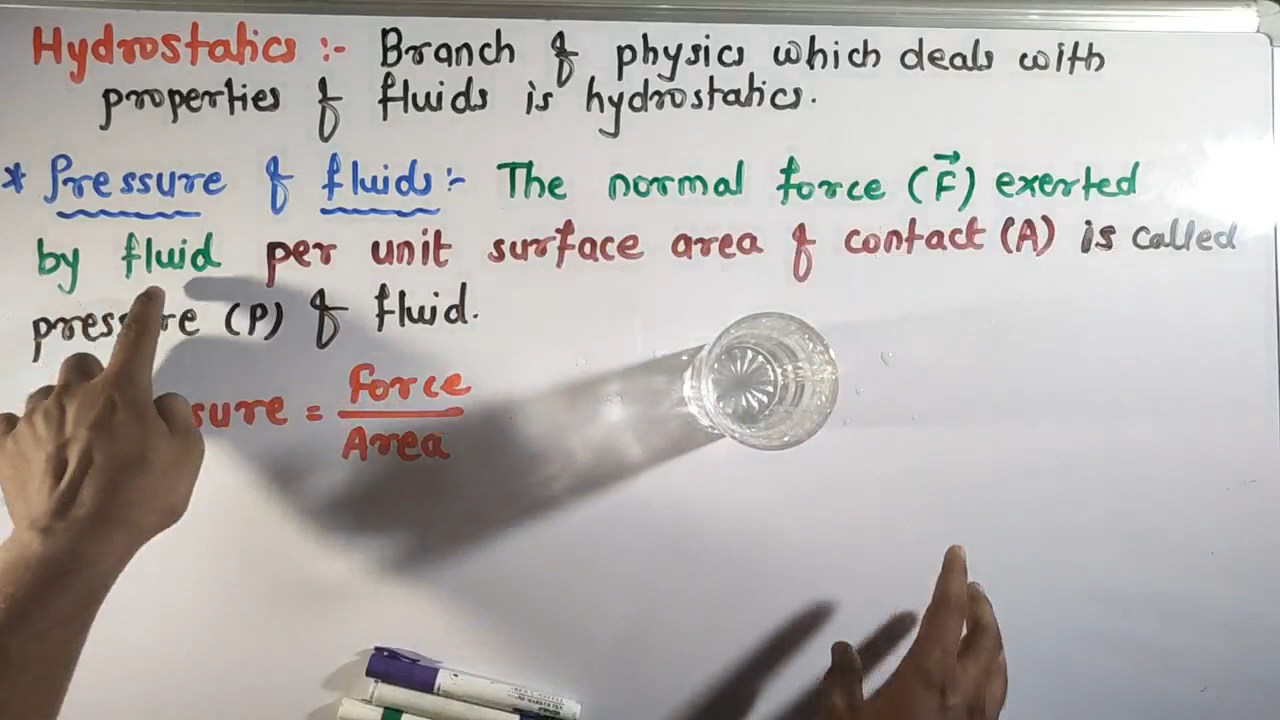 Hydrostatics :- Branch of physics which deals with
properties of fluids is hydrostatics.
* Pressure of fluids :- The normal force (F⃗) exerted
by fluid per unit surface area of contact (A) is called
pressure (P) of fluid.
sure = Force
Area